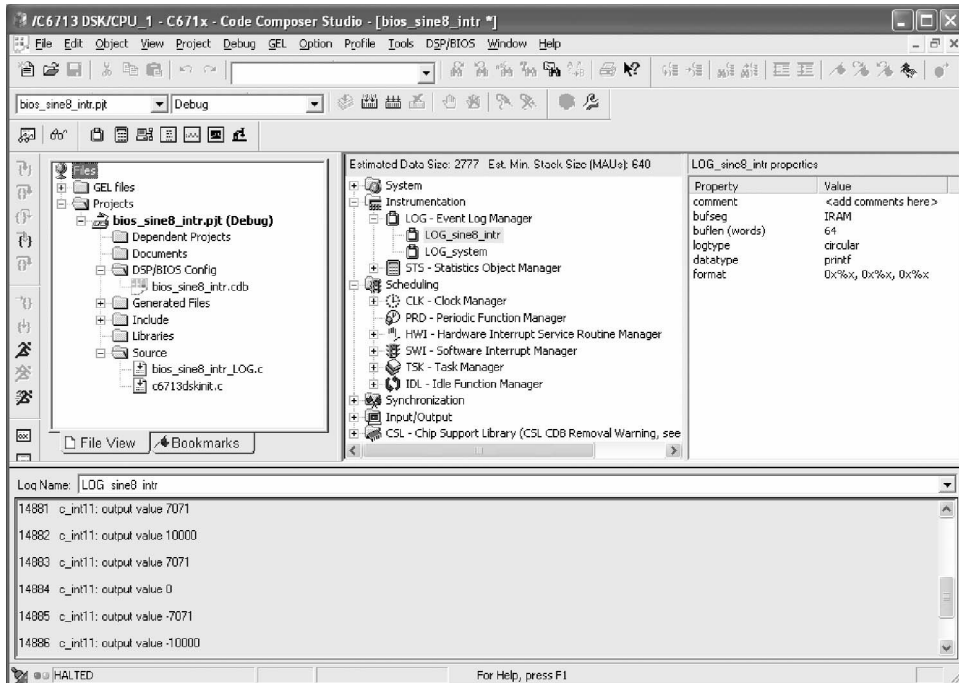 /C6713 DSK/CPU_1 - C671x - Code Composer Studio - [bios_sine8_intr *]
File Edit Object View Project Debug GEL Option Profile Tools DSP/BIOS Window Help
bios_sine8_intr.pjt Debug
Files
GEL files
Projects
bios_sine8_intr.pjt (Debug)
Dependent Projects
Documents
DSP/BIOS Config
bios_sine8_intr.cdb
Generated Files
Include
Libraries
Source
bios_sine8_intr_LOG.c
c6713dskinit.c
File View Bookmarks
Estimated Data Size: 2777 Est. Min. Stack Size (MAUs): 640
System
Instrumentation
LOG - Event Log Manager
LOG_sine8_intr
LOG_system
STS - Statistics Object Manager
Scheduling
CLK - Clock Manager
PRD - Periodic Function Manager
HWI - Hardware Interrupt Service Routine Manager
SWI - Software Interrupt Manager
TSK - Task Manager
IDL - Idle Function Manager
Synchronization
Input/Output
CSL - Chip Support Library (CSL CDB Removal Warning, see
LOG_sine8_intr properties
Property Value
comment <add comments here>
bufseg IRAM
buflen (words) 64
logtype circular
datatype printf
format 0x%x, 0x%x, 0x%x
Log Name: LOG_sine8_intr
14881 c_int11: output value 7071
14882 c_int11: output value 10000
14883 c_int11: output value 7071
14884 c_int11: output value 0
14885 c_int11: output value -7071
14886 c_int11: output value -10000
HALTED
For Help, press F1